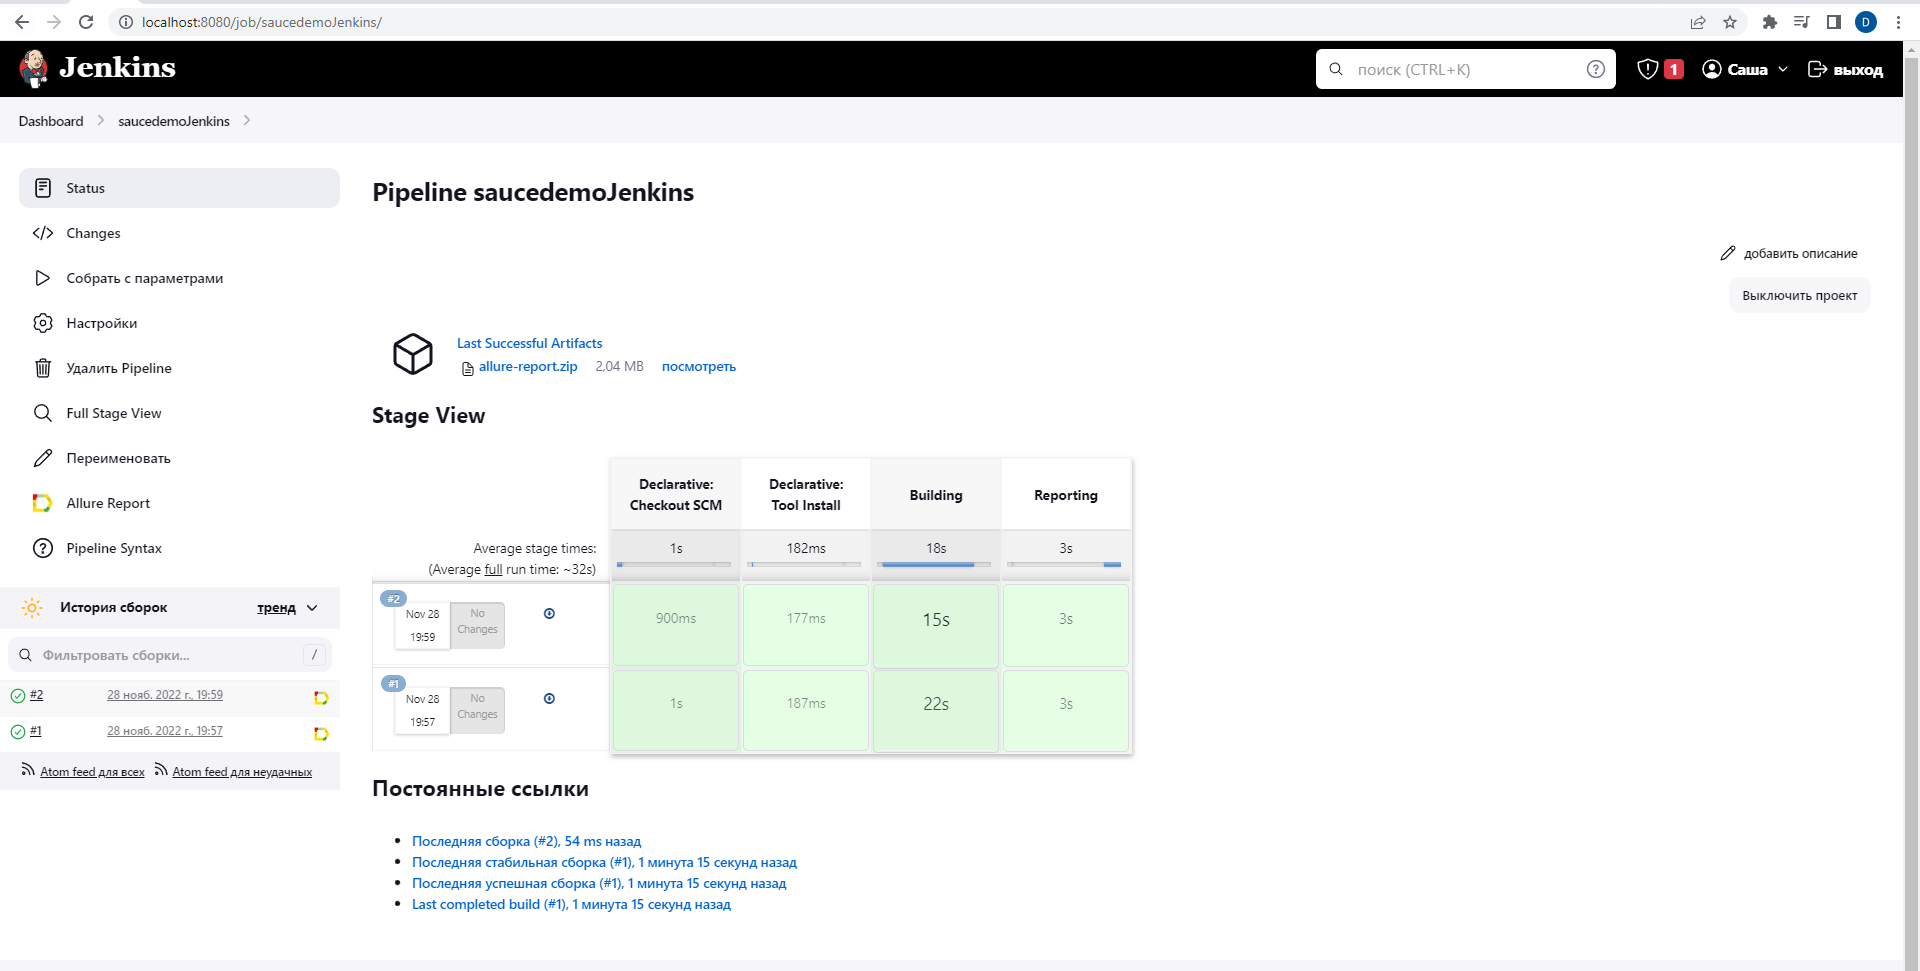 localhost:8080/job/saucedemoJenkins/
D
Jenkins
поиск (CTRL+K)
?
1
Саша
выход
Dashboard
saucedemoJenkins
Status
Changes
Собрать с параметрами
Настройки
Удалить Pipeline
Full Stage View
Переименовать
Allure Report
Pipeline Syntax
История сборок
тренд
Фильтровать сборки...
/
#2
28 нояб. 2022 г., 19:59
#1
28 нояб. 2022 г., 19:57
Atom feed для всех
Atom feed для неудачных
Pipeline saucedemoJenkins
добавить описание
Выключить проект
Last Successful Artifacts
allure-report.zip 2,04 MB посмотреть
Stage View
Declarative:
Checkout SCM
Declarative:
Tool Install
Building
Reporting
Average stage times:
(Average full run time: ~32s)
1s
182ms
18s
3s
#2
Nov 28
19:59
No
Changes
900ms
177ms
15s
3s
#1
Nov 28
19:57
No
Changes
1s
187ms
22s
3s
Постоянные ссылки
Последняя сборка (#2), 54 ms назад
Последняя стабильная сборка (#1), 1 минута 15 секунд назад
Последняя успешная сборка (#1), 1 минута 15 секунд назад
Last completed build (#1), 1 минута 15 секунд назад